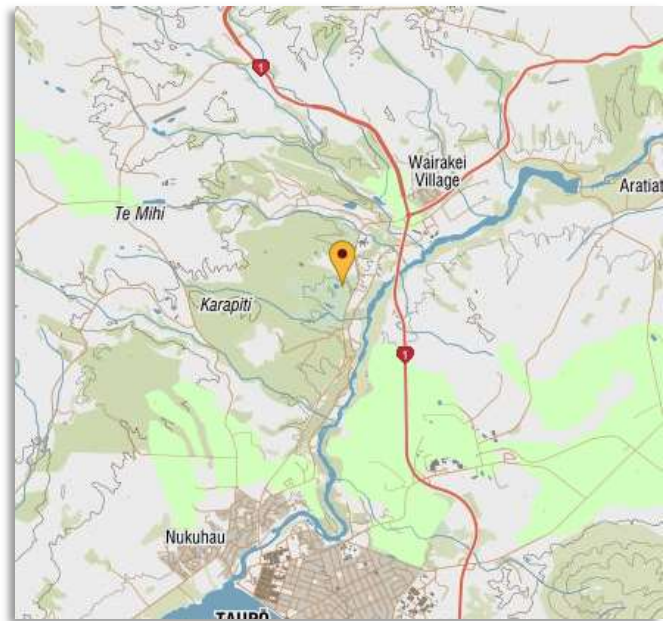 1
Wairakei
Village
Aratiat
Te Mihi
Karapiti
1
Nukuhau
TAUPŌ